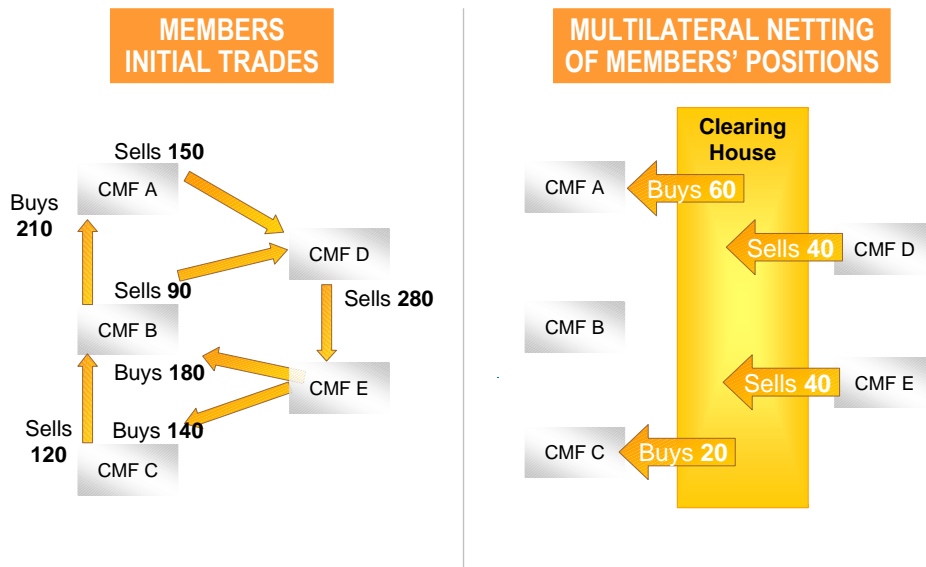 MEMBERS
INITIAL TRADES
Sells 150
CMF A
Buys
210
CMF D
Sells 90
Sells 280
CMF B
Buys 180
CMF E
Sells
120
Buys 140
CMF C
MULTILATERAL NETTING
OF MEMBERS’ POSITIONS
Clearing
House
CMF A
Buys 60
Sells 40
CMF D
CMF B
Sells 40
CMF E
CMF C
Buys 20